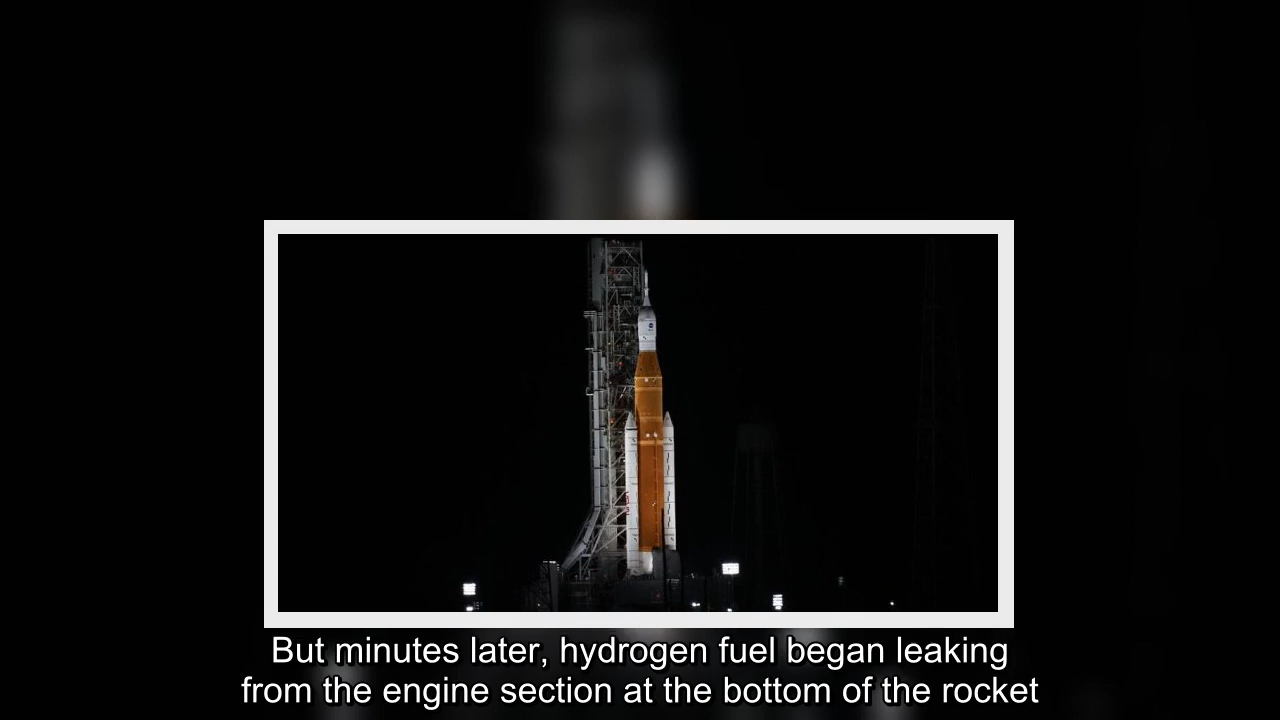 But minutes later, hydrogen fuel began leaking
from the engine section at the bottom of the rocket